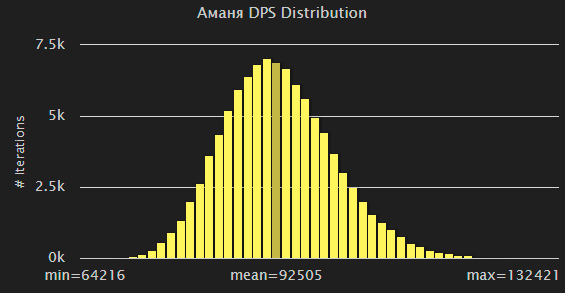 Аманя DPS Distribution
7.5k
5k
2.5k
0k
# Iterations
min=64216 mean=92505 max=132421